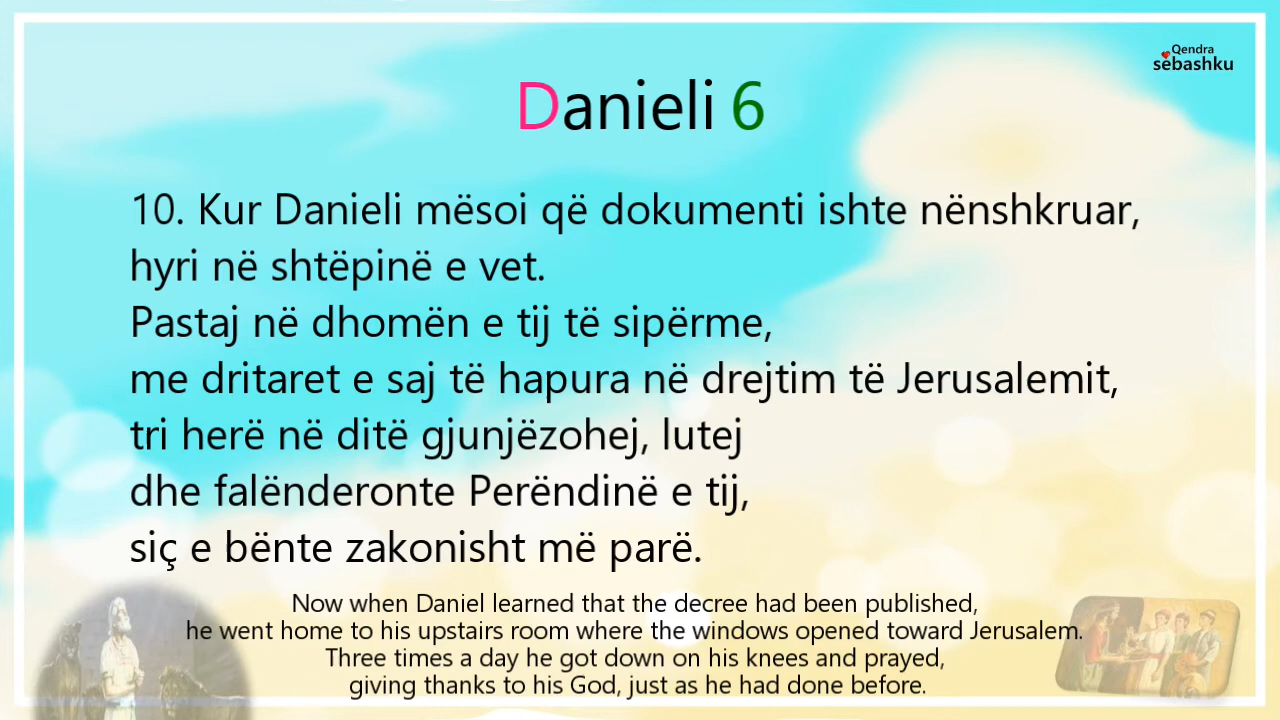 Qendra
sëbashku
Danieli 6
10. Kur Danieli mësoi që dokumenti ishte nënshkruar,
hyri në shtëpinë e vet.
Pastaj në dhomën e tij të sipërme,
me dritaret e saj të hapura në drejtim të Jerusalemit,
tri herë në ditë gjunjëzohej, lutej
dhe falënderonte Perëndinë e tij,
siç e bënte zakonisht më parë.
Now when Daniel learned that the decree had been published,
he went home to his upstairs room where the windows opened toward Jerusalem.
Three times a day he got down on his knees and prayed,
giving thanks to his God, just as he had done before.